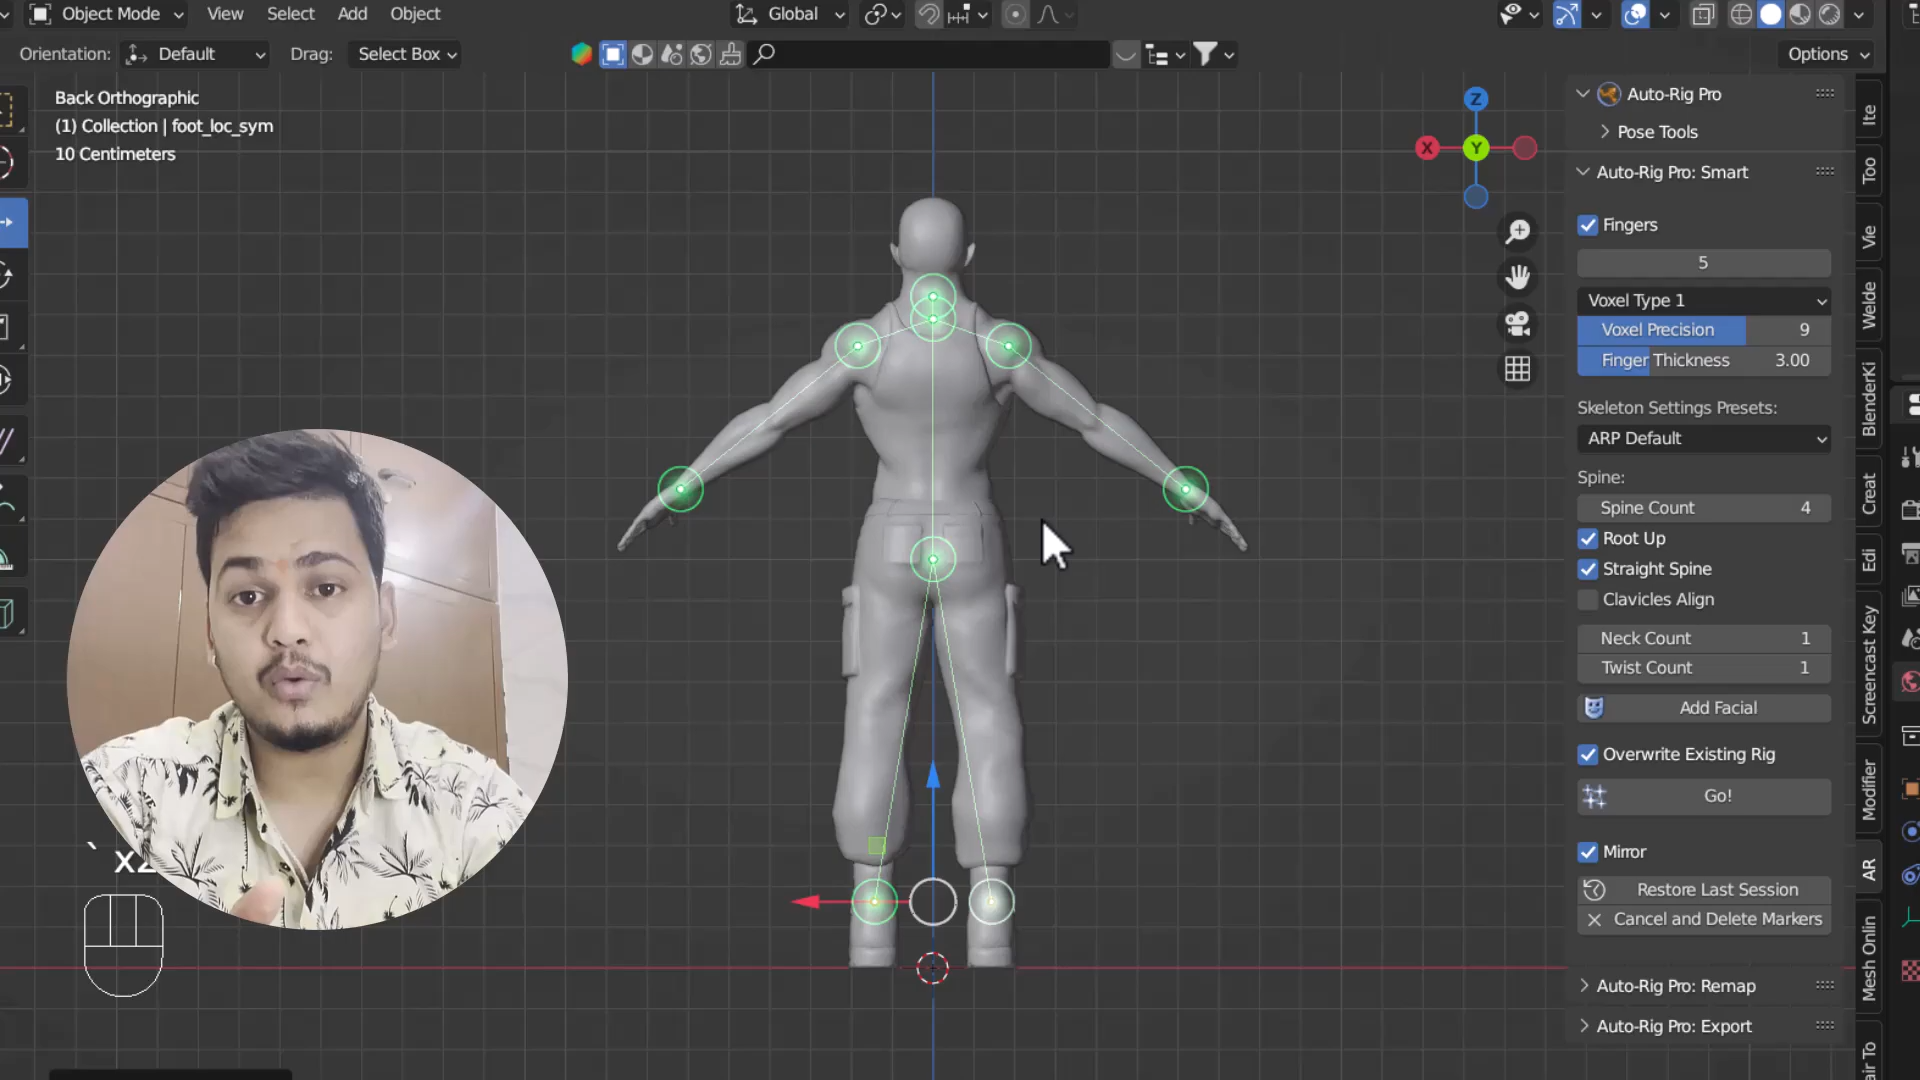 Object Mode View Select Add Object Global
Orientation: Default Drag: Select Box Options
Back Orthographic
(1) Collection | foot_loc_sym
10 Centimeters
Z
X
Y
Auto-Rig Pro
Pose Tools
Auto-Rig Pro: Smart
Fingers
5
Voxel Type 1
Voxel Precision 9
Finger Thickness 3.00
Skeleton Settings Presets:
ARP Default
Spine:
Spine Count 4
Root Up
Straight Spine
Clavicles Align
Neck Count 1
Twist Count 1
Add Facial
Overwrite Existing Rig
Go!
Mirror
Restore Last Session
Cancel and Delete Markers
Auto-Rig Pro: Remap
Auto-Rig Pro: Export
Ite
Too
Vie
Welde
BlenderKi
Creat
Edi
Screencast Key
Modifier
AR
Mesh Onlin
air To